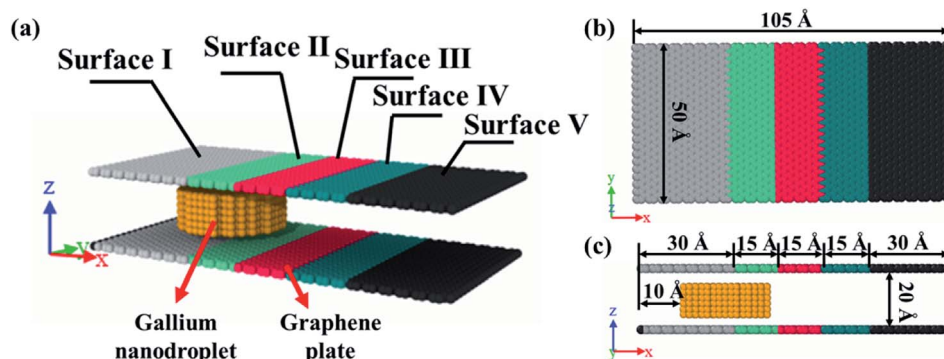 (a)
Surface I
Surface II
Surface III
Surface IV
Surface V
z
y
x
Gallium
nanodroplet
Graphene
plate
(b)
105 Å
50 Å
y
z
x
(c)
30 Å
15 Å
15 Å
15 Å
30 Å
10 Å
20 Å
z
y
x